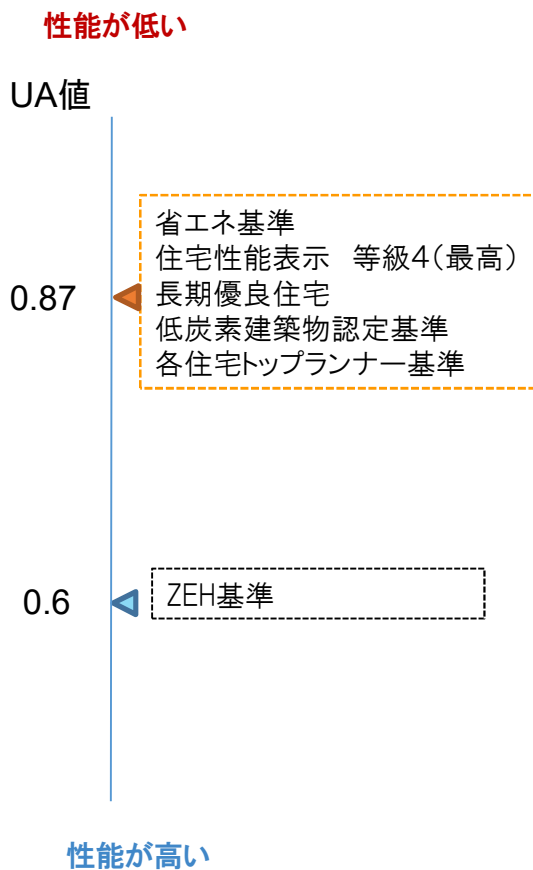 性能が低い
UA値
0.87
省エネ基準
住宅性能表示　等級４（最高）
長期優良住宅
低炭素建築物認定基準
各住宅トップランナー基準
0.6
ZEH基準
性能が高い